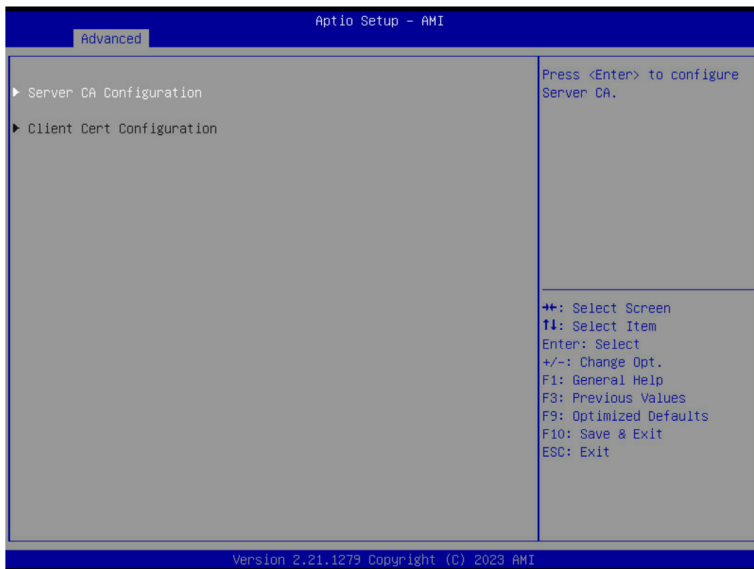 Aptio Setup – AMI
Advanced
▶ Server CA Configuration
▶ Client Cert Configuration
Press <Enter> to configure
Server CA.
→←: Select Screen
↑↓: Select Item
Enter: Select
+/-: Change Opt.
F1: General Help
F3: Previous Values
F9: Optimized Defaults
F10: Save & Exit
ESC: Exit
Version 2.21.1279 Copyright (C) 2023 AMI